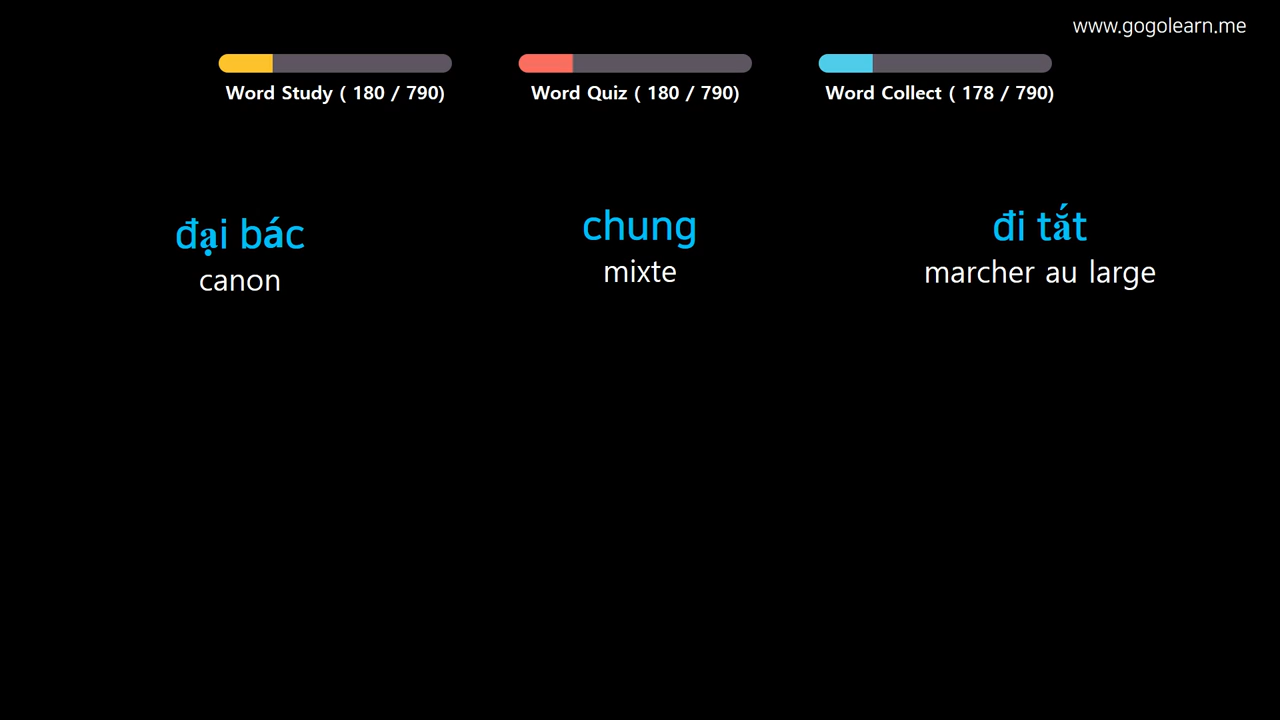 www.gogolearn.me
Word Study ( 180 / 790)
Word Quiz ( 180 / 790)
Word Collect ( 178 / 790)
đại bác
canon
chung
mixte
đi tắt
marcher au large